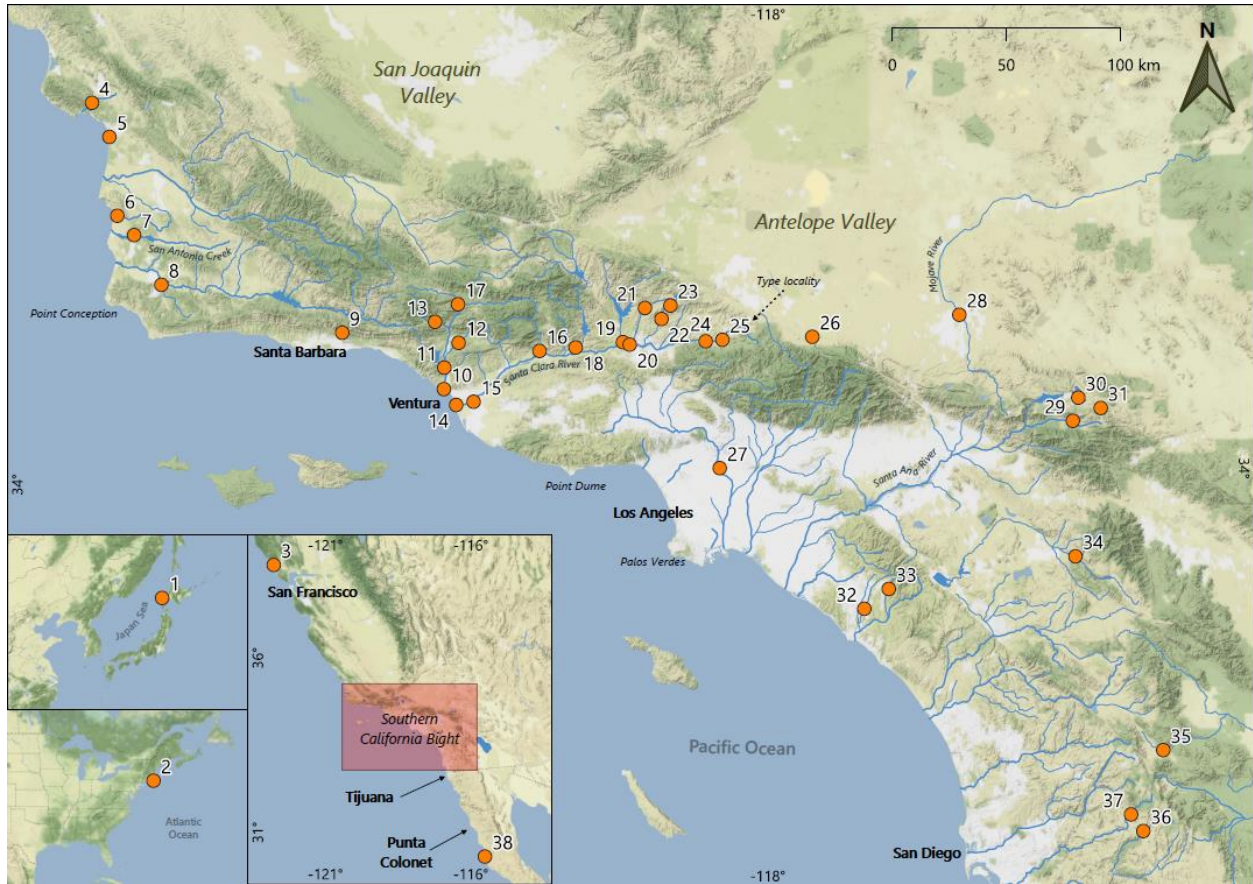 -118°
N
0
50
100 km
San Joaquin
Valley
4
5
6
7
San Antonio Creek
8
Point Conception
Santa Barbara
9
13
17
12
11
10
Ventura
14
15
16
18
Santa Clara River
19
20
21
22
23
24
25
Type locality
26
Antelope Valley
Mojave River
28
29
30
31
27
34°
34°
Point Dume
Los Angeles
Palos Verdes
Santa Ana River
32
33
34
35
37
36
San Diego
Pacific Ocean
-118°
1
Japan Sea
2
Atlantic
Ocean
-121°
-116°
3
San Francisco
36°
Southern
California Bight
Tijuana
31°
Punta
Colonet
38
-121°
-116°